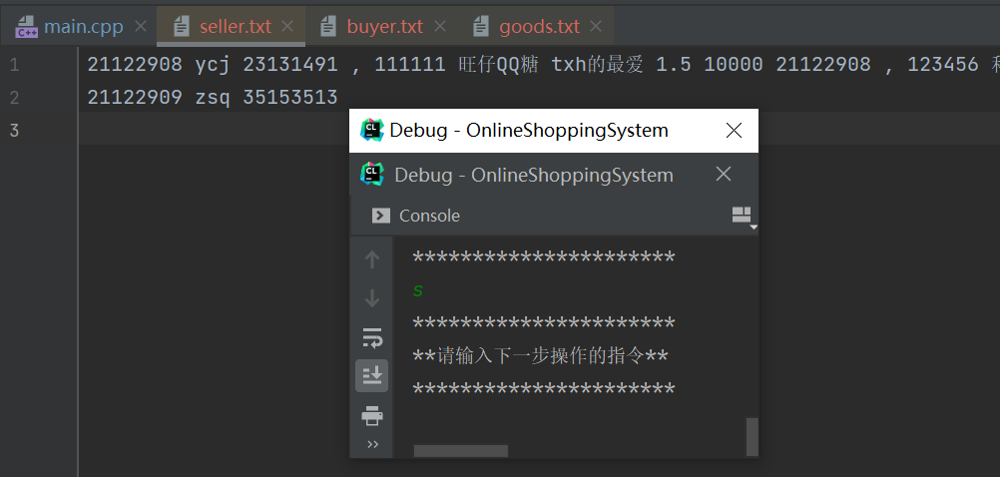 main.cpp seller.txt buyer.txt goods.txt
1 21122908 ycj 23131491 , 111111 旺仔QQ糖 txh的最爱 1.5 10000 21122908 , 123456
2 21122909 zsq 35153513
3
Debug - OnlineShoppingSystem
Debug - OnlineShoppingSystem
Console
**********************
s
**********************
**请输入下一步操作的指令**
**********************